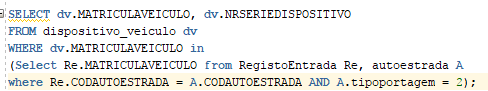 SELECT dv.MATRICULAVEICULO, dv.NRSERIEDISPOSITIVO
FROM dispositivo_veiculo dv
WHERE dv.MATRICULAVEICULO in
(Select Re.MATRICULAVEICULO from RegistoEntrada Re, autoestrada A
where Re.CODAUTOESTRADA = A.CODAUTOESTRADA AND A.tipoportagem = 2);